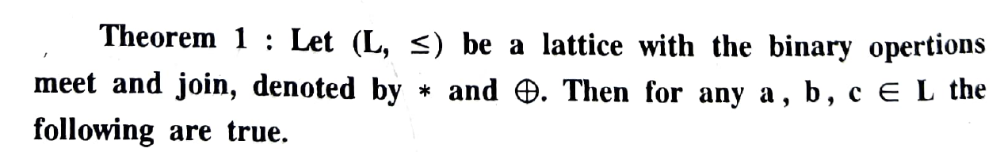 Theorem 1 : Let (L, ≤) be a lattice with the binary opertions
meet and join, denoted by * and ⊕. Then for any a , b , c ∈ L the
following are true.